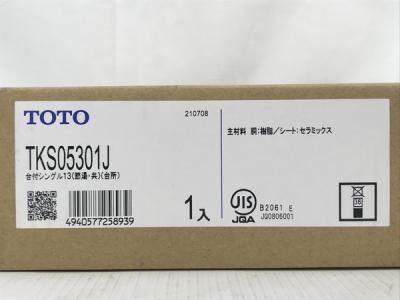 TOTO
210708
主材料 胴:樹脂/シート:セラミックス
TKS05301J
台付シングル13(節湯・共)(台所)
4940577258939
1入
JIS
JQA
B2061 E
JQ0806001